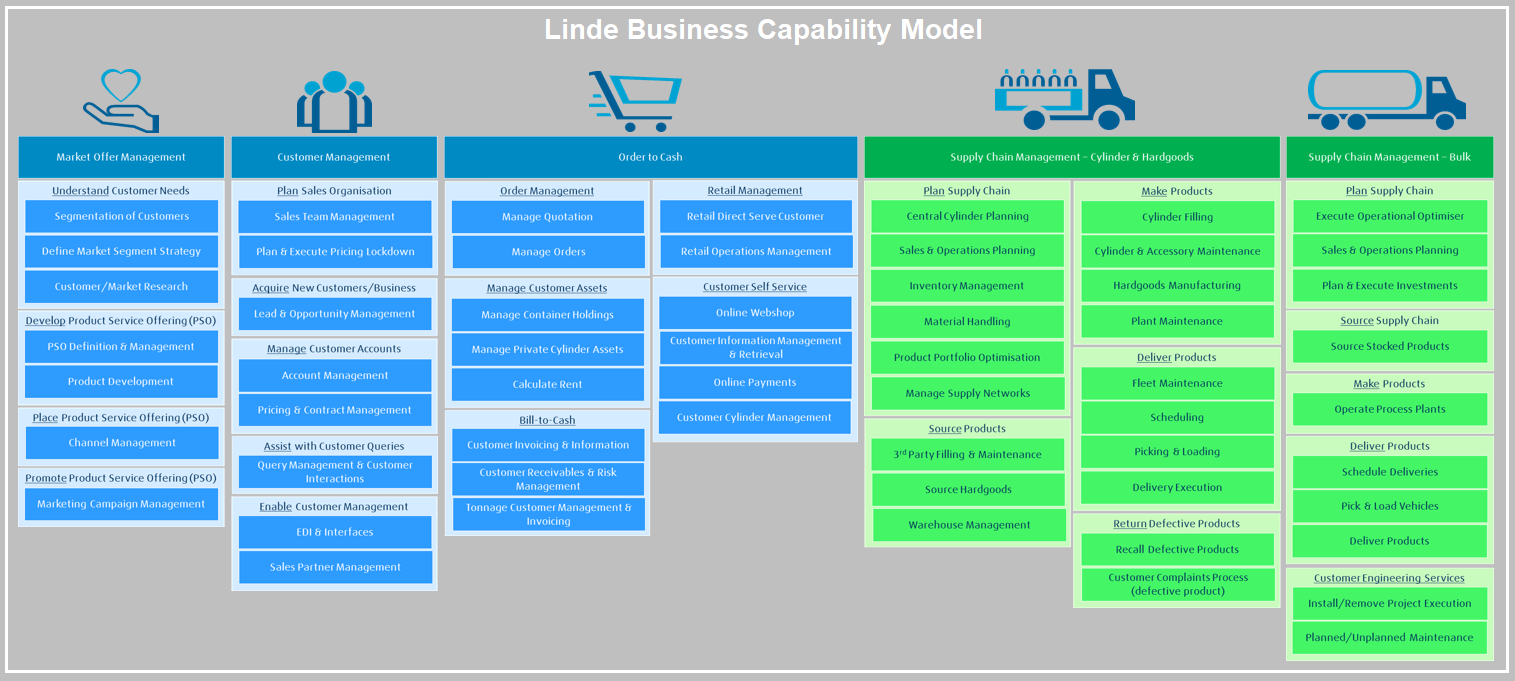 Linde Business Capability Model
Market Offer Management
Understand Customer Needs
Segmentation of Customers
Define Market Segment Strategy
Customer/Market Research
Develop Product Service Offering (PSO)
PSO Definition & Management
Product Development
Place Product Service Offering (PSO)
Channel Management
Promote Product Service Offering (PSO)
Marketing Campaign Management
Customer Management
Plan Sales Organisation
Sales Team Management
Plan & Execute Pricing Lockdown
Acquire New Customers/Business
Lead & Opportunity Management
Manage Customer Accounts
Account Management
Pricing & Contract Management
Assist with Customer Queries
Query Management & Customer
Interactions
Enable Customer Management
EDI & Interfaces
Sales Partner Management
Order to Cash
Order Management
Manage Quotation
Manage Orders
Manage Customer Assets
Manage Container Holdings
Manage Private Cylinder Assets
Calculate Rent
Bill-to-Cash
Customer Invoicing & Information
Customer Receivables & Risk
Management
Tonnage Customer Management &
Invoicing
Retail Management
Retail Direct Serve Customer
Retail Operations Management
Customer Self Service
Online Webshop
Customer Information Management
& Retrieval
Online Payments
Customer Cylinder Management
Supply Chain Management – Cylinder & Hardgoods
Plan Supply Chain
Central Cylinder Planning
Sales & Operations Planning
Inventory Management
Material Handling
Product Portfolio Optimisation
Manage Supply Networks
Source Products
3rd Party Filling & Maintenance
Source Hardgoods
Warehouse Management
Make Products
Cylinder Filling
Cylinder & Accessory Maintenance
Hardgoods Manufacturing
Plant Maintenance
Deliver Products
Fleet Maintenance
Scheduling
Picking & Loading
Delivery Execution
Return Defective Products
Recall Defective Products
Customer Complaints Process
(defective product)
Supply Chain Management – Bulk
Plan Supply Chain
Execute Operational Optimiser
Sales & Operations Planning
Plan & Execute Investments
Source Supply Chain
Source Stocked Products
Make Products
Operate Process Plants
Deliver Products
Schedule Deliveries
Pick & Load Vehicles
Deliver Products
Customer Engineering Services
Install/Remove Project Execution
Planned/Unplanned Maintenance